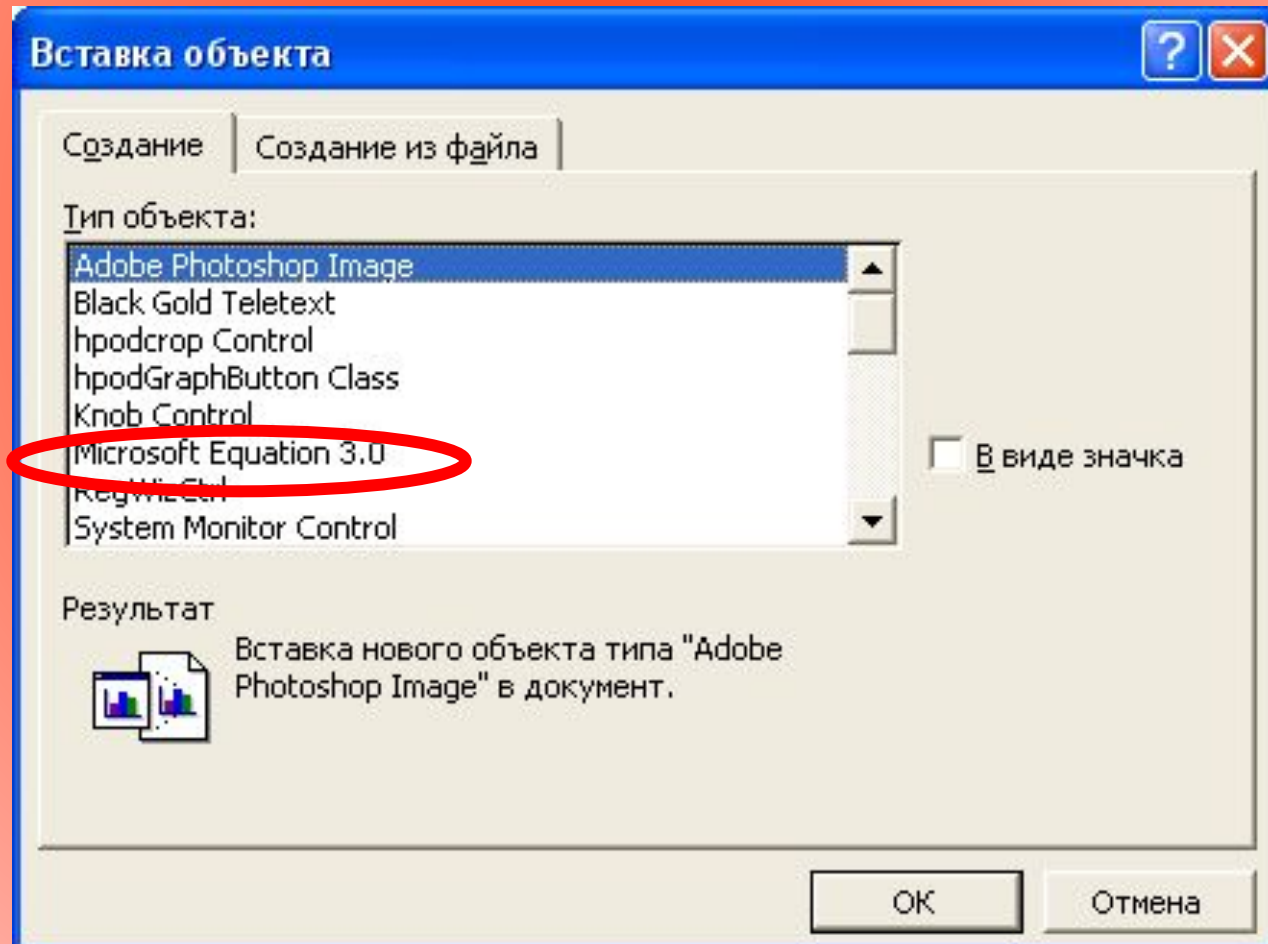 Вставка объекта
Создание
Создание из файла
Тип объекта:
Adobe Photoshop Image
Black Gold Teletext
hpodcrop Control
hpodGraphButton Class
Knob Control
Microsoft Equation 3.0
RegWizCtrl
System Monitor Control
В виде значка
Результат
Вставка нового объекта типа "Adobe
Photoshop Image" в документ.
ОК
Отмена